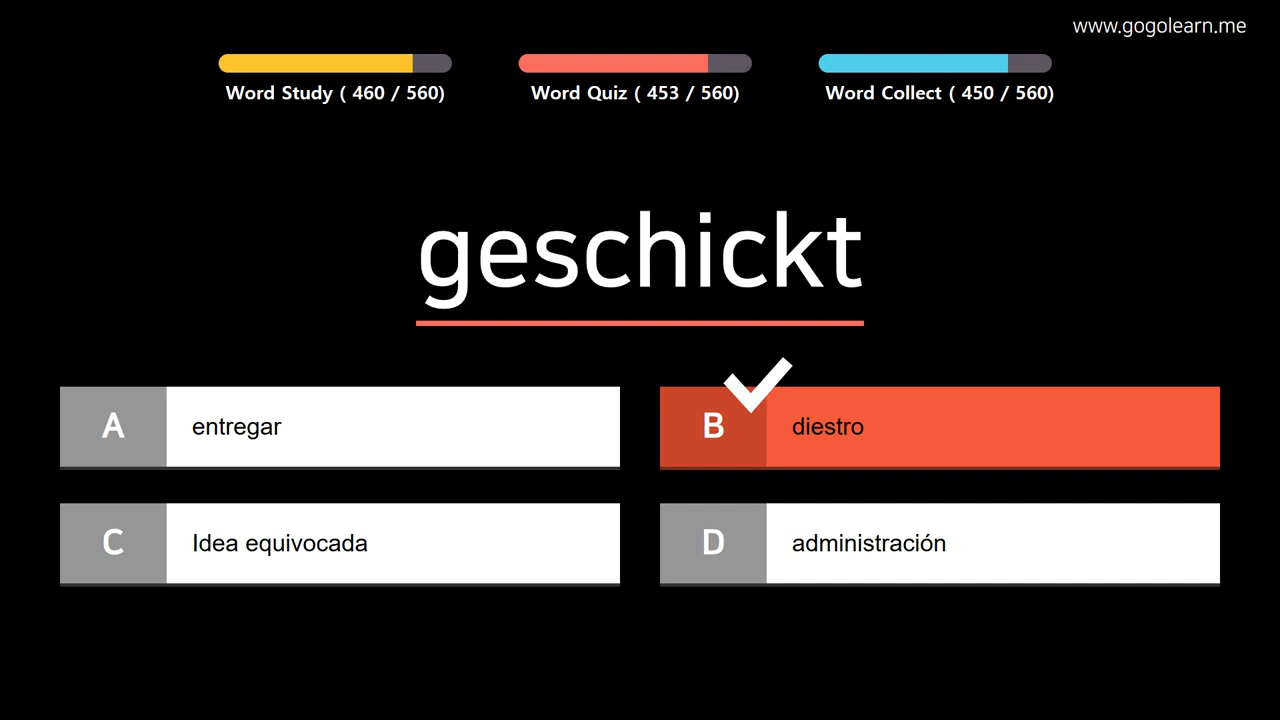 www.gogolearn.me
Word Study ( 460 / 560)
Word Quiz ( 453 / 560)
Word Collect ( 450 / 560)
geschickt
A
entregar
B
diestro
C
Idea equivocada
D
administración